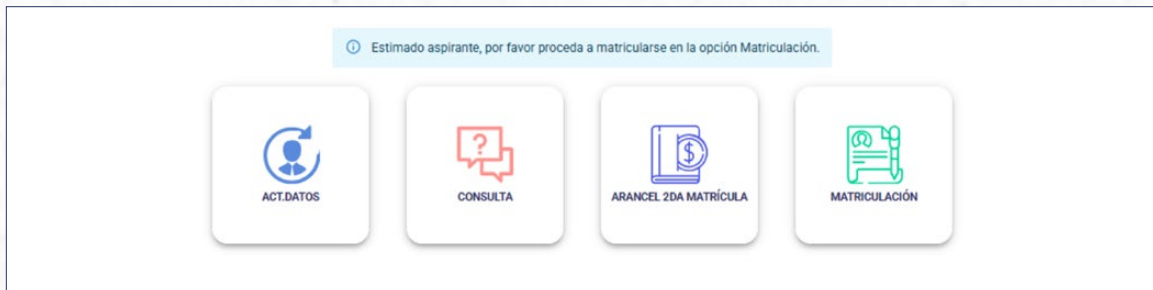 Estimado aspirante, por favor proceda a matricularse en la opción Matriculación.
ACT.DATOS
CONSULTA
ARANCEL 2DA MATRÍCULA
MATRICULACIÓN